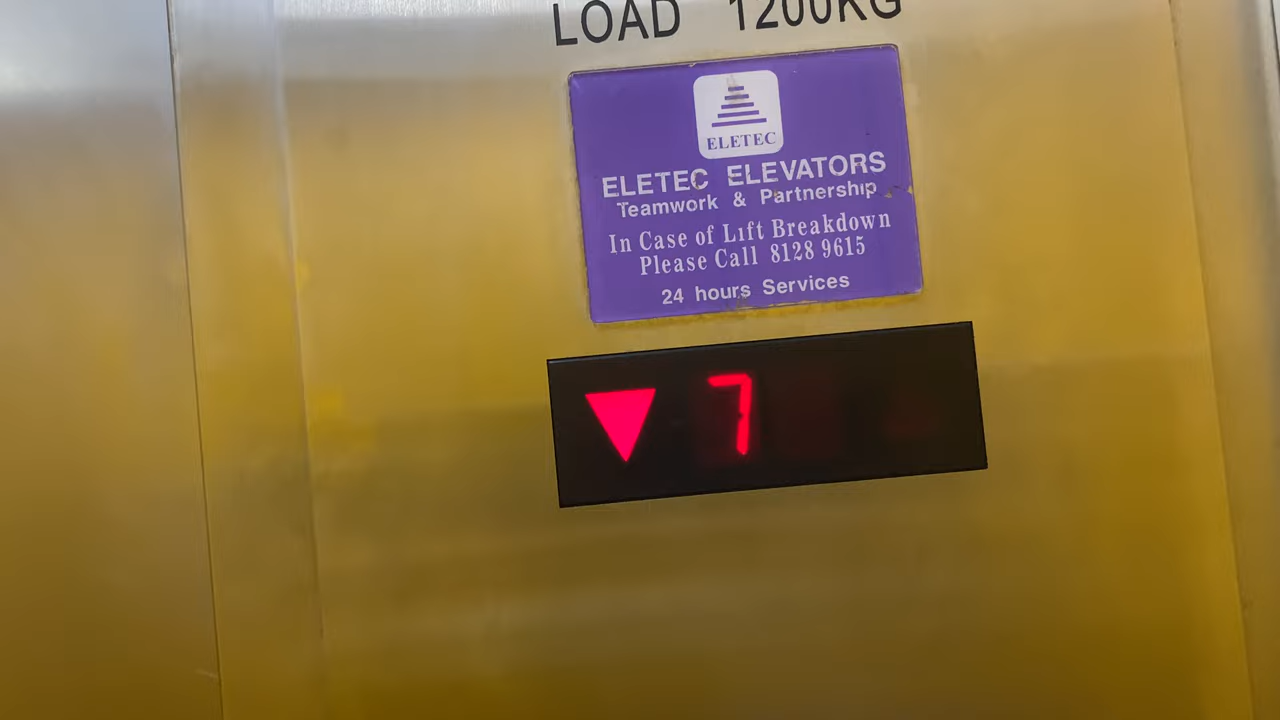 LOAD 1200KG
ELETEC
ELETEC ELEVATORS
Teamwork & Partnership
In Case of Lift Breakdown
Please Call 8128 9615
24 hours Services
7